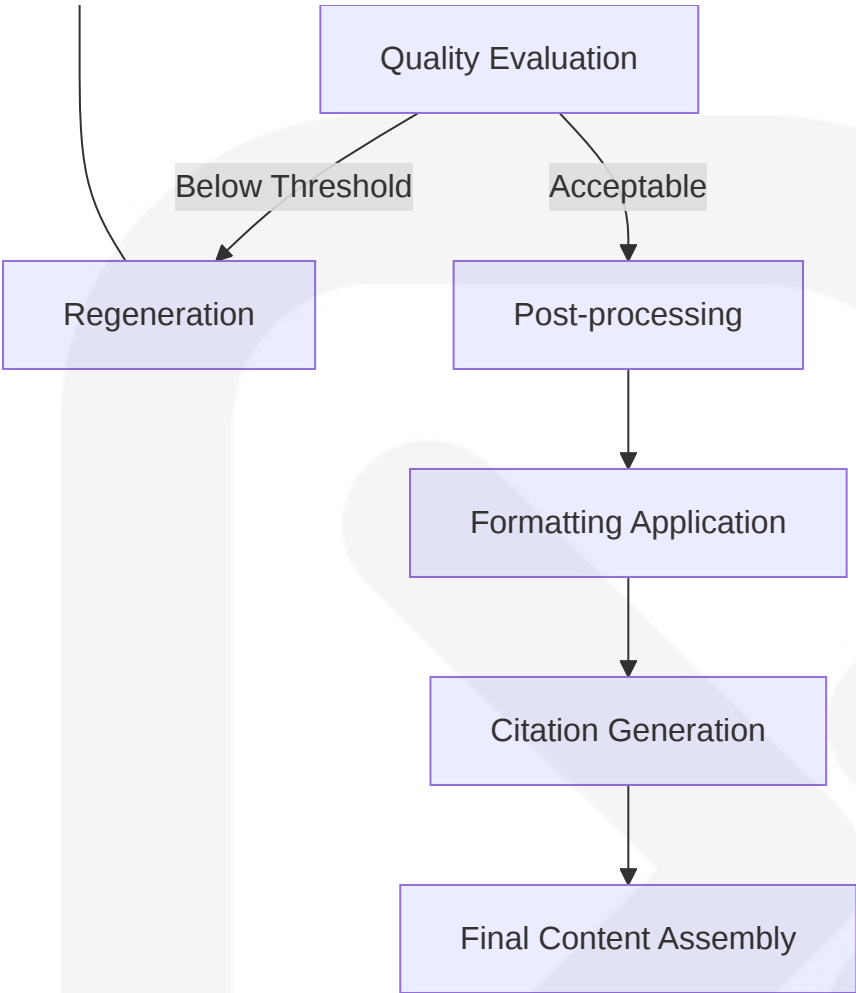 Quality Evaluation
Below Threshold
Acceptable
Regeneration
Post-processing
Formatting Application
Citation Generation
Final Content Assembly